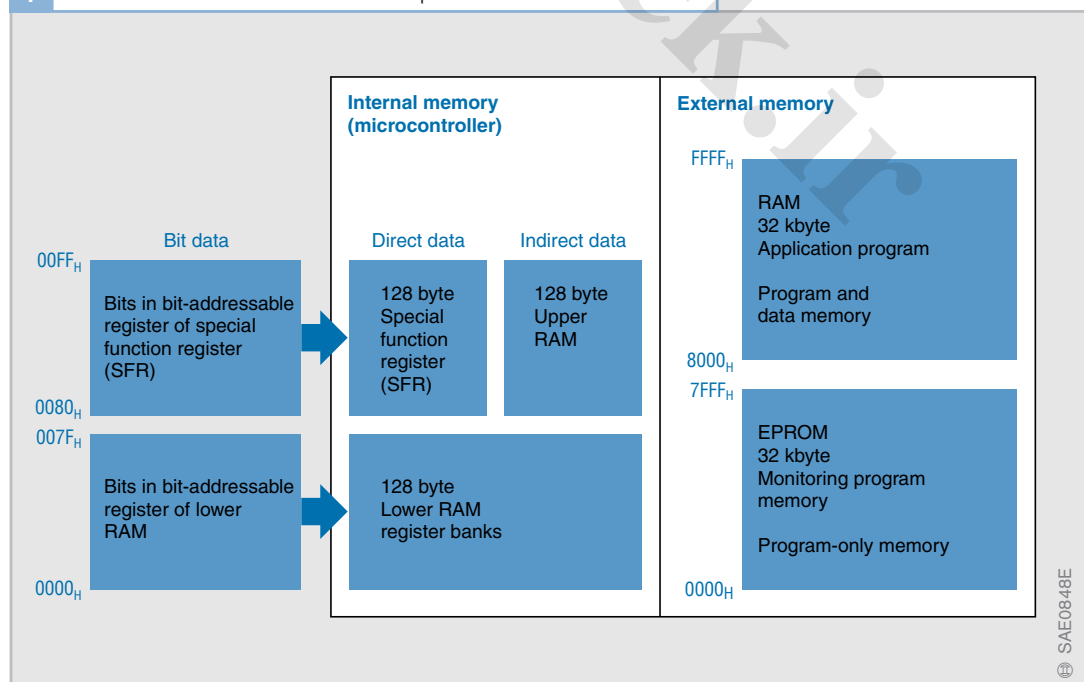 Internal memory
(microcontroller)
External memory
Bit data
Direct data
Indirect data
00FFH
Bits in bit-addressable
register of special
function register
(SFR)
0080H
007FH
Bits in bit-addressable
register of lower
RAM
0000H
128 byte
Special
function
register
(SFR)
128 byte
Upper
RAM
128 byte
Lower RAM
register banks
FFFFH
RAM
32 kbyte
Application program
Program and
data memory
8000H
7FFFH
EPROM
32 kbyte
Monitoring program
memory
Program-only memory
0000H
SAE0848E
ck.ir